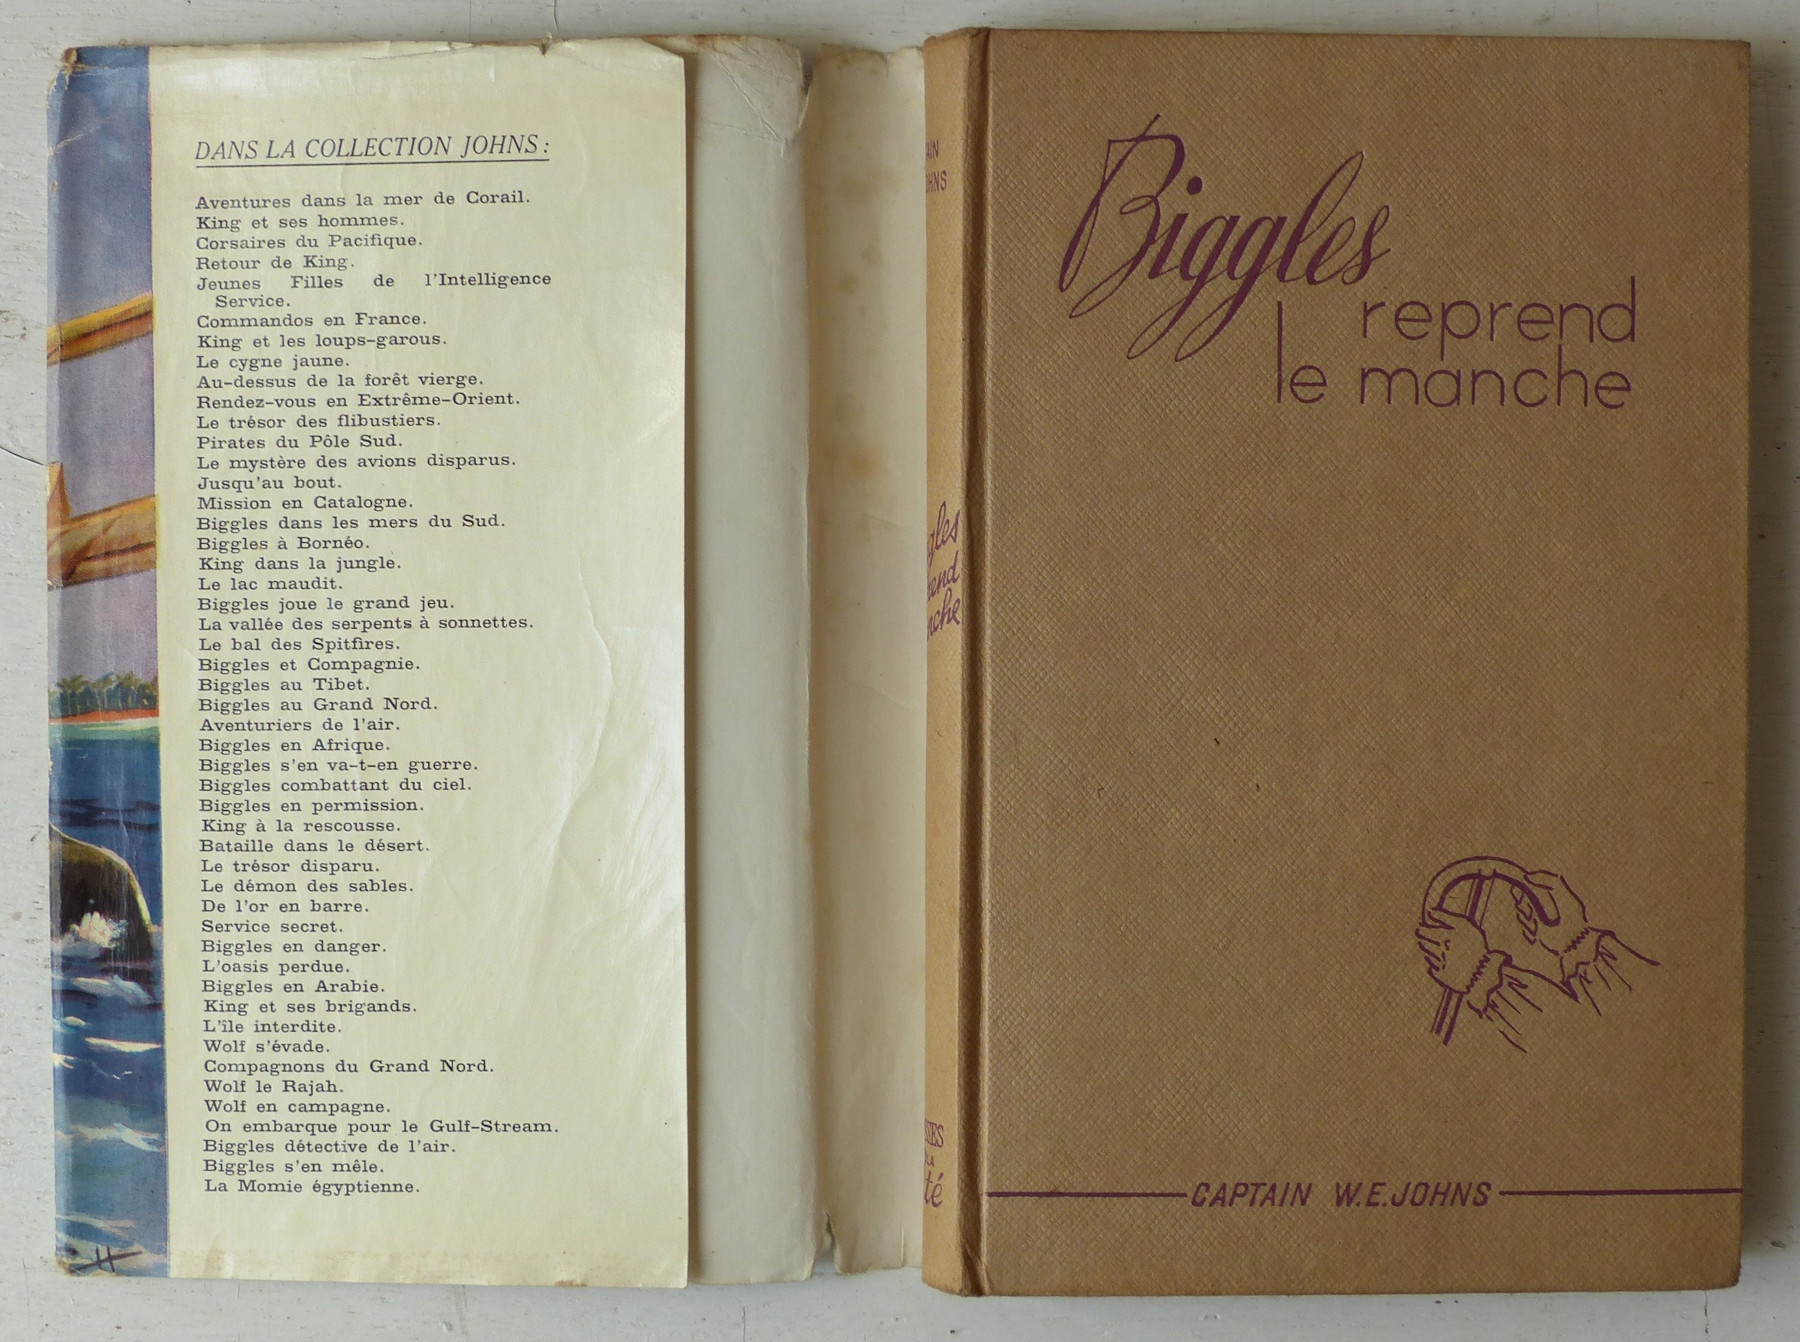 DANS LA COLLECTION JOHNS :
Aventures dans la mer de Corail.
King et ses hommes.
Corsaires du Pacifique.
Retour de King.
Jeunes Filles de l'Intelligence
Service.
Commandos en France.
King et les loups-garous.
Le cygne jaune.
Au-dessus de la forêt vierge.
Rendez-vous en Extrême-Orient.
Le trésor des flibustiers.
Pirates du Pôle Sud.
Le mystère des avions disparus.
Jusqu'au bout.
Mission en Catalogne.
Biggles dans les mers du Sud.
Biggles à Bornéo.
King dans la jungle.
Le lac maudit.
Biggles joue le grand jeu.
La vallée des serpents à sonnettes.
Le bal des Spitfires.
Biggles et Compagnie.
Biggles au Tibet.
Biggles au Grand Nord.
Aventuriers de l'air.
Biggles en Afrique.
Biggles s'en va-t-en guerre.
Biggles combattant du ciel.
Biggles en permission.
King à la rescousse.
Bataille dans le désert.
Le trésor disparu.
Le démon des sables.
De l'or en barre.
Service secret.
Biggles en danger.
L'oasis perdue.
Biggles en Arabie.
King et ses brigands.
L'île interdite.
Wolf s'évade.
Compagnons du Grand Nord.
Wolf le Rajah.
Wolf en campagne.
On embarque pour le Gulf-Stream.
Biggles détective de l'air.
Biggles s'en mêle.
La Momie égyptienne.
Biggles
reprend
le manche
CAPTAIN W.E. JOHNS